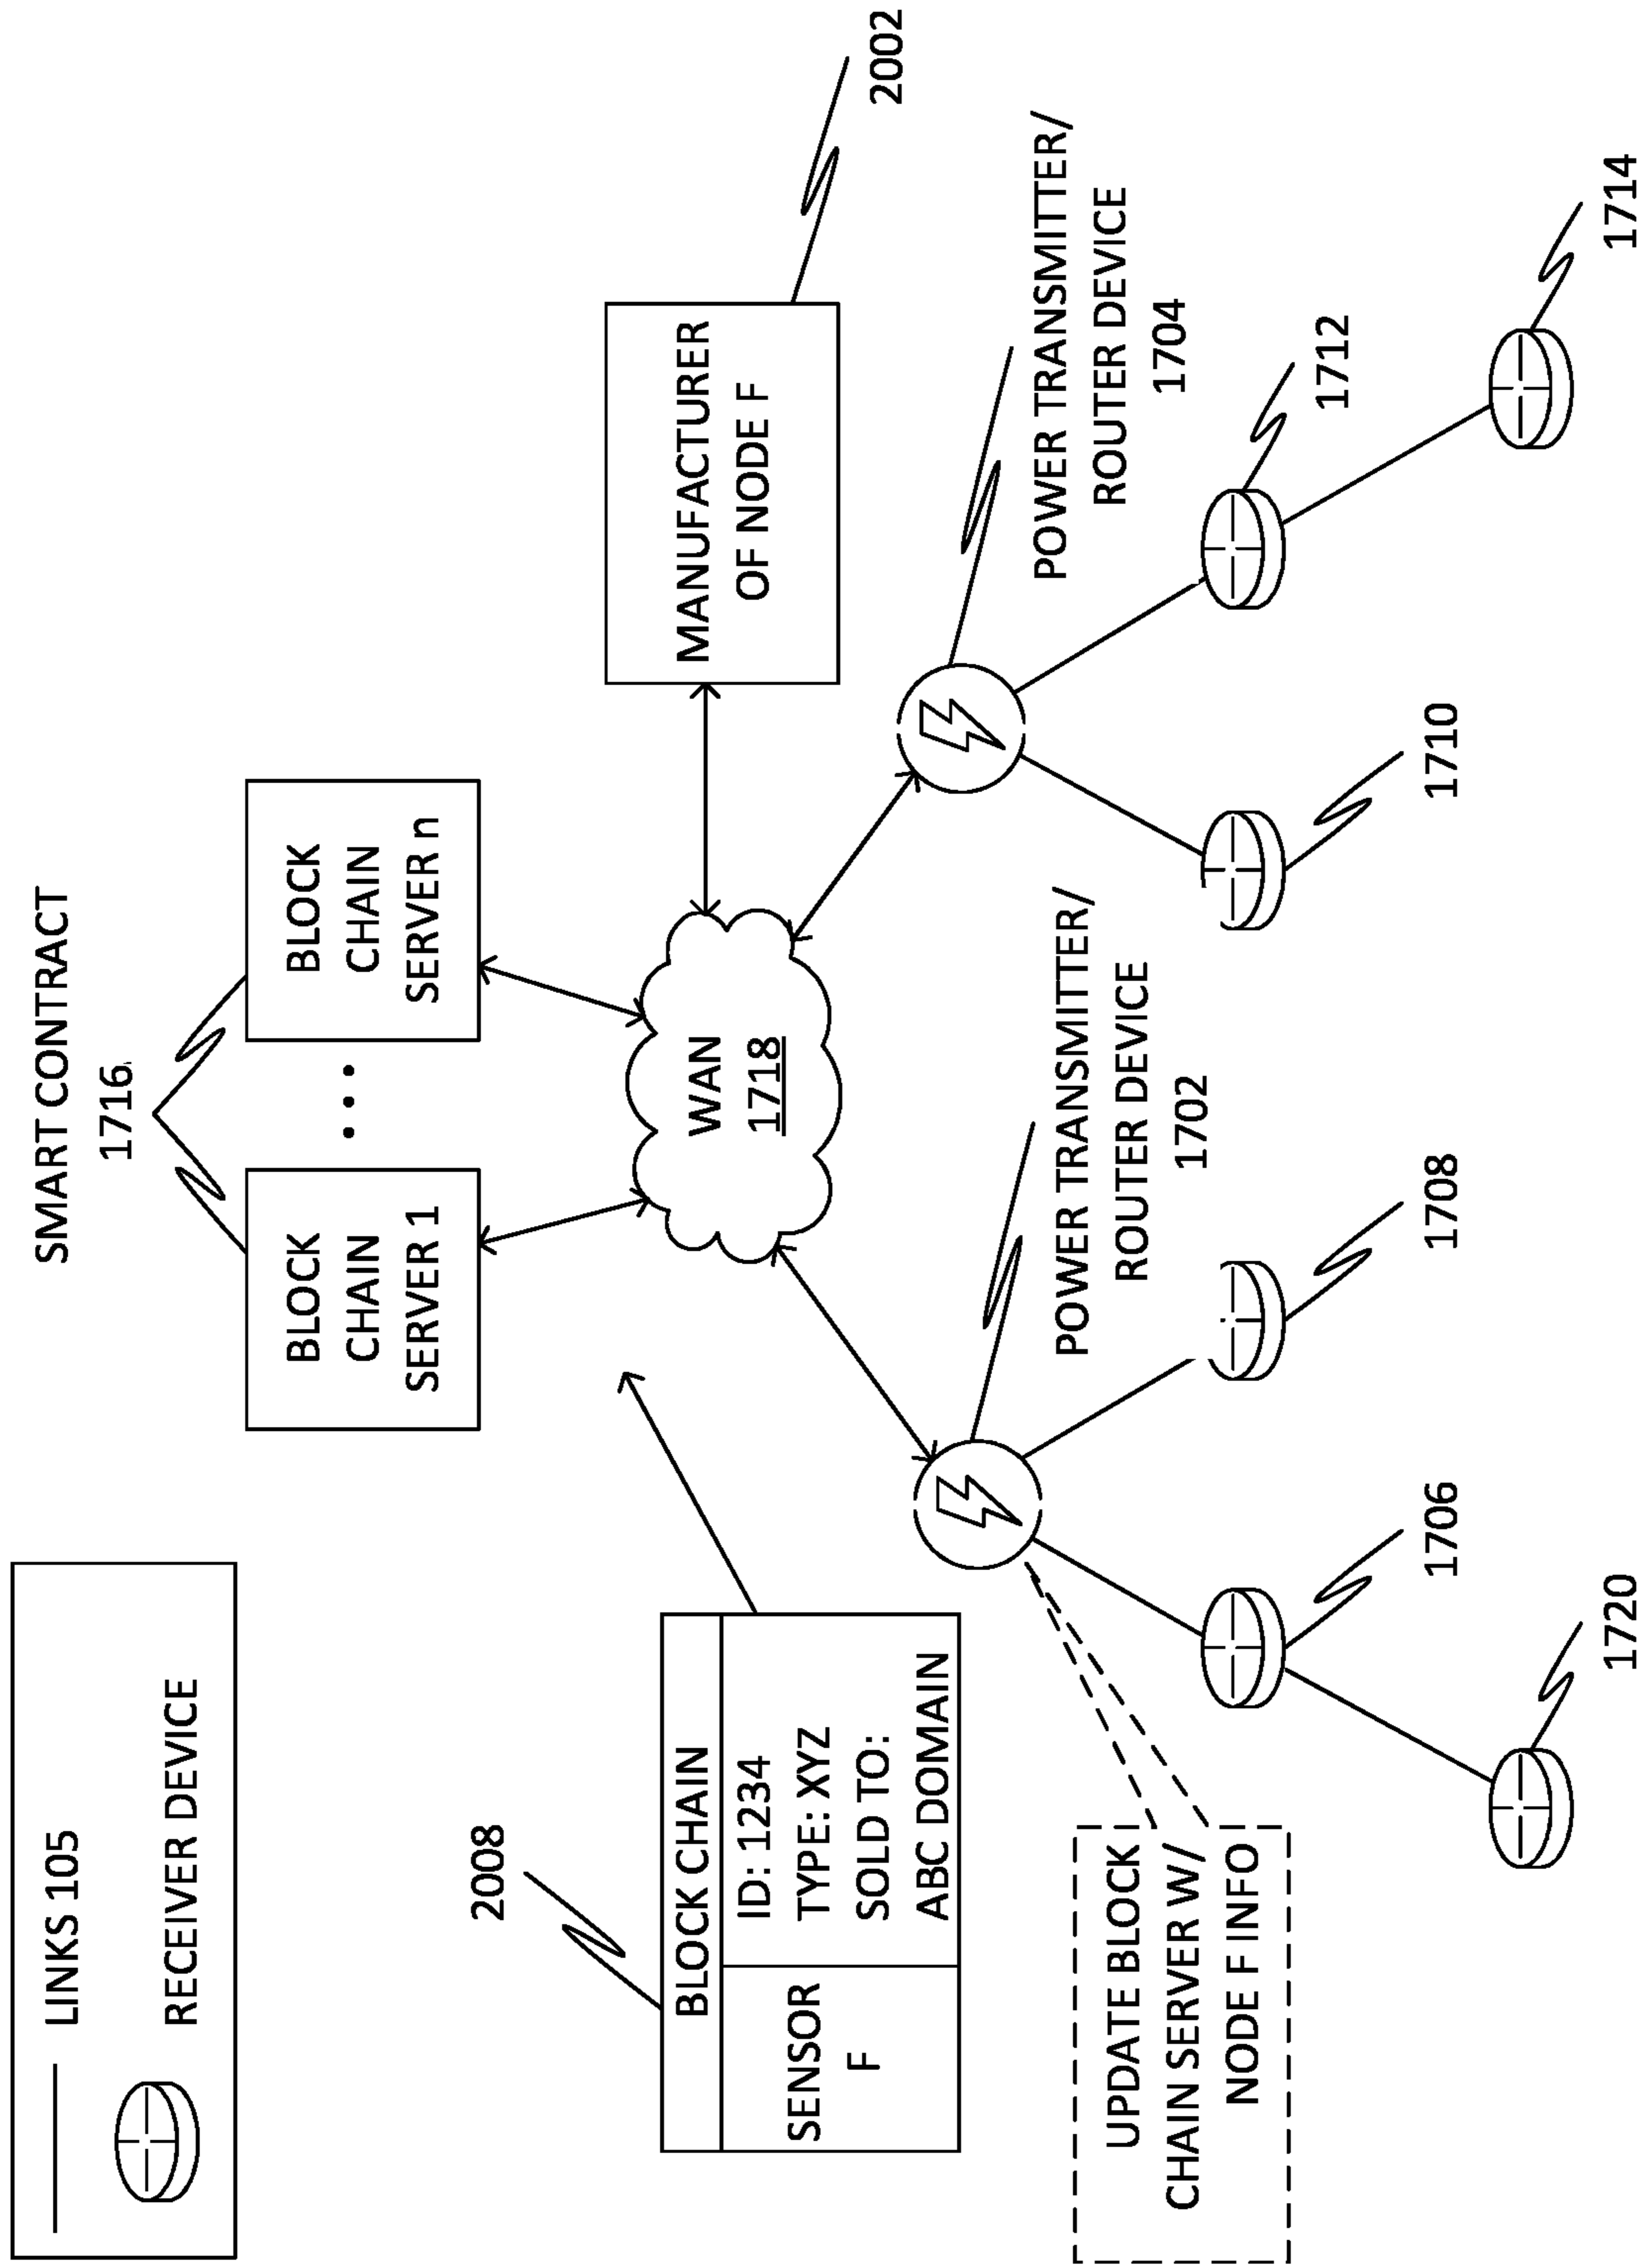 LINKS 105
RECEIVER DEVICE
SMART CONTRACT
1716
BLOCK
CHAIN
SERVER 1
...
BLOCK
CHAIN
SERVER n
2008
BLOCK CHAIN
SENSOR
F
ID: 1234
TYPE: XYZ
SOLD TO:
ABC DOMAIN
WAN
1718
MANUFACTURER
OF NODE F
2002
UPDATE BLOCK
CHAIN SERVER W/
NODE F INFO
POWER TRANSMITTER/
ROUTER DEVICE
1702
POWER TRANSMITTER/
ROUTER DEVICE
1704
1706
1708
1710
1712
1720
1714